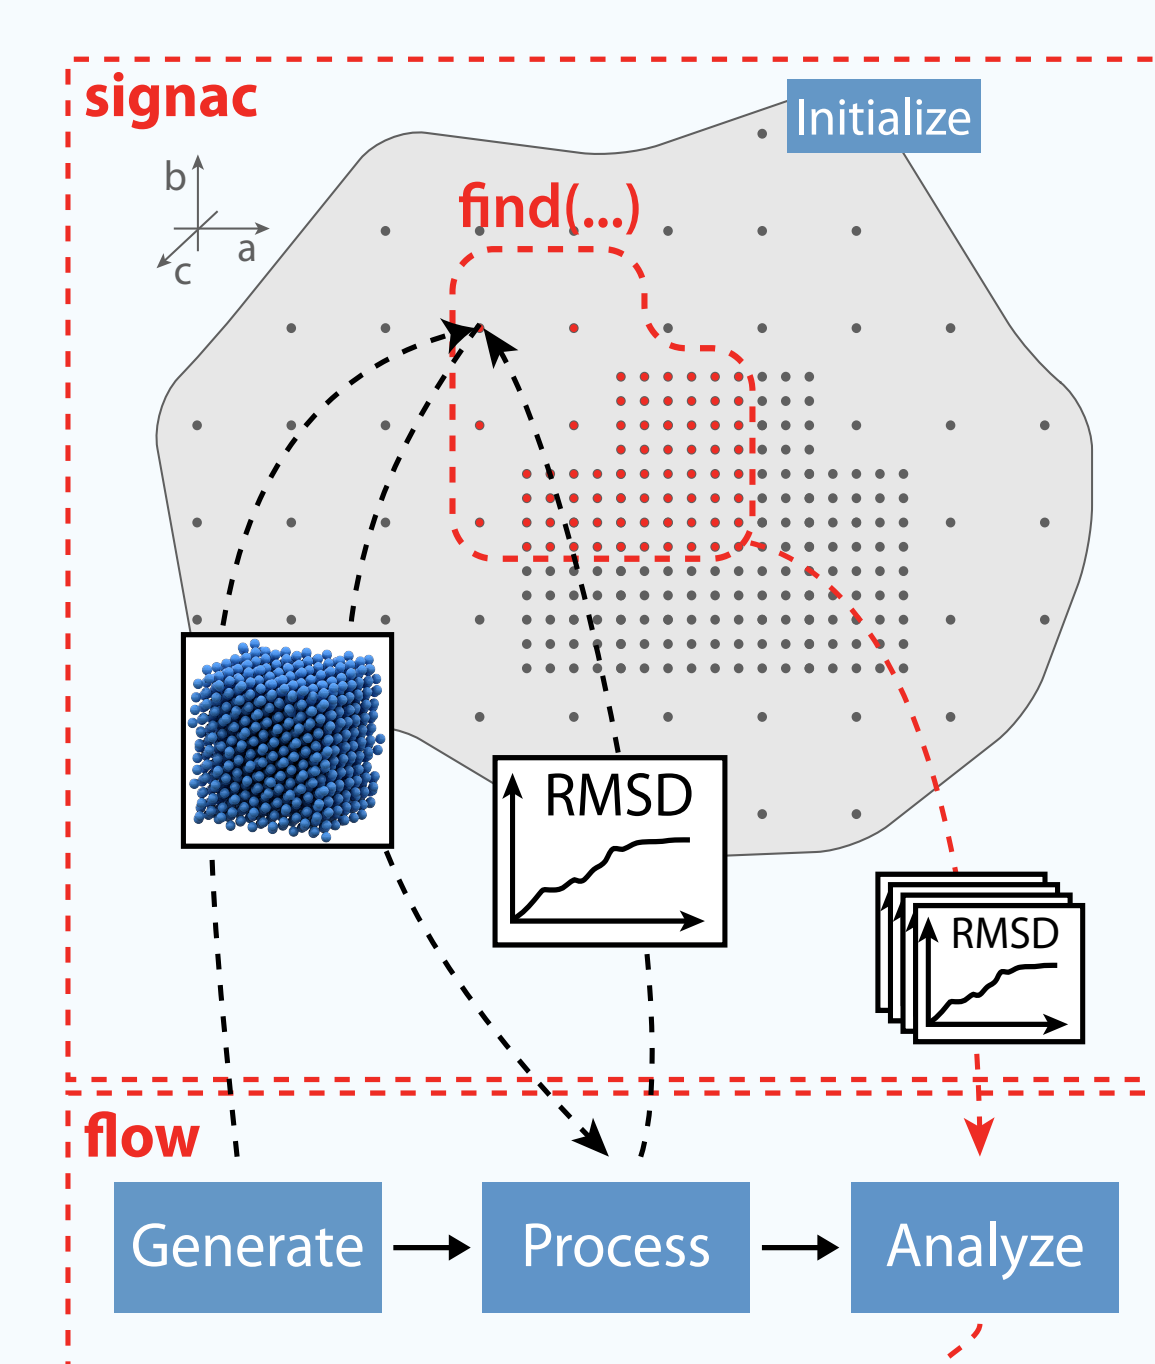 signac
Initialize
b
a
c
find(...)
RMSD
RMSD
flow
Generate
Process
Analyze